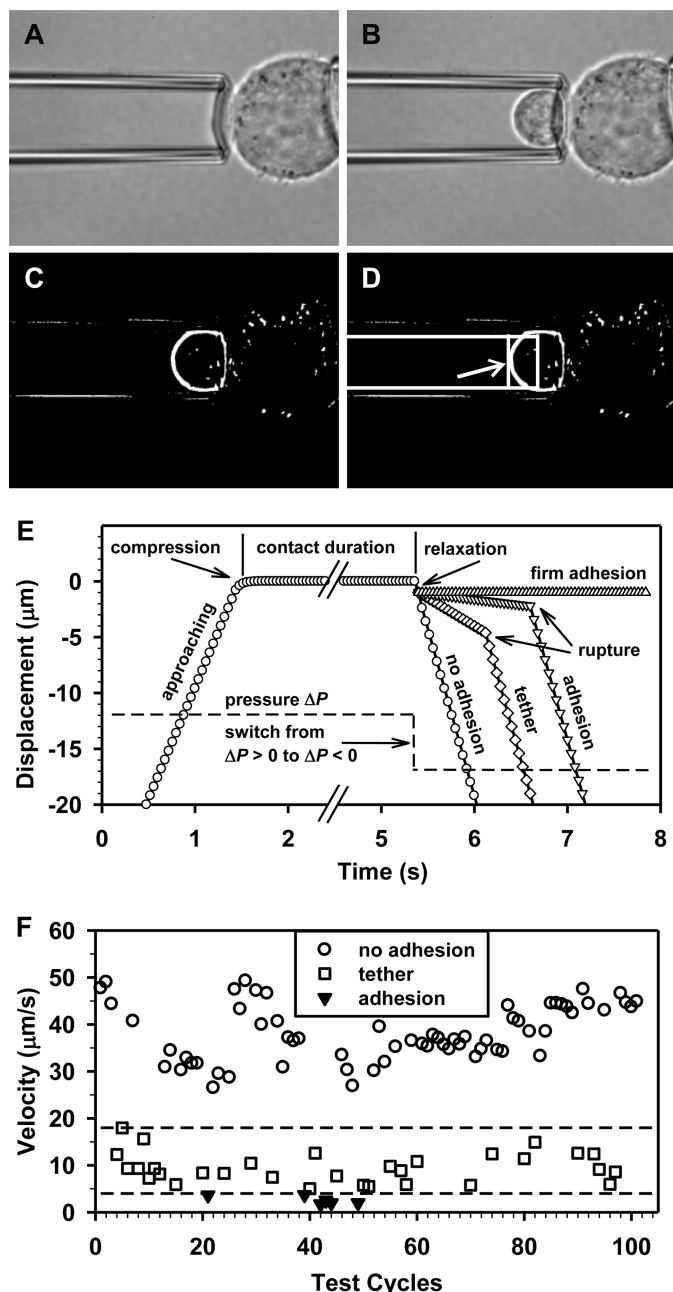 A
B
C
D
E
compression
contact duration
relaxation
firm adhesion
approaching
rupture
no adhesion
tether
adhesion
pressure ΔP
switch from
ΔP > 0 to ΔP < 0
Displacement (μm)
0
-5
-10
-15
-20
0 1 2 5 6 7 8
Time (s)
F
no adhesion
tether
adhesion
Velocity (μm/s)
60
50
40
30
20
10
0
0 20 40 60 80 100
Test Cycles